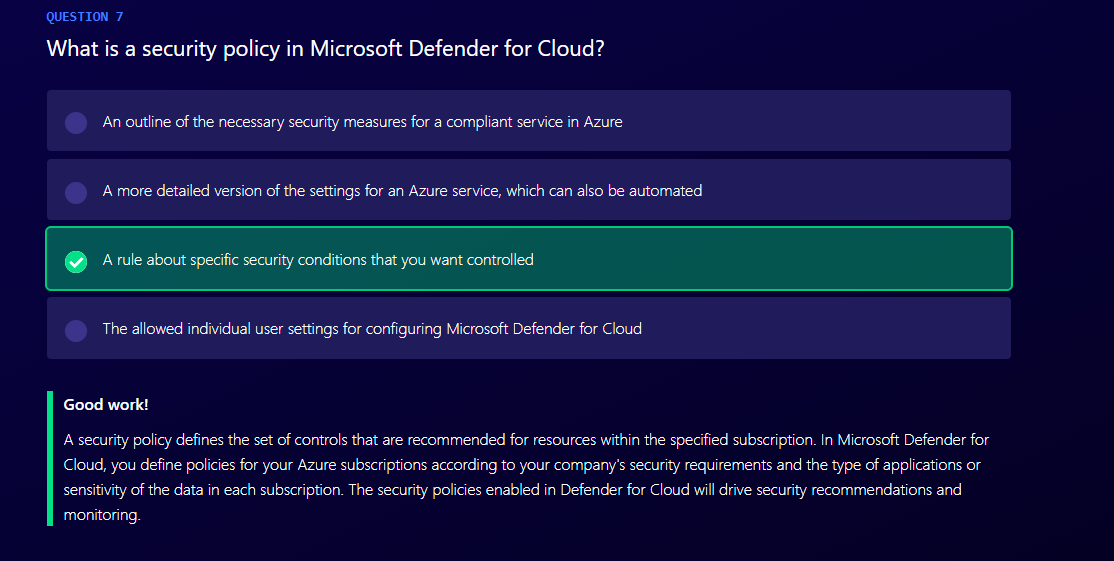 QUESTION 7
What is a security policy in Microsoft Defender for Cloud?
An outline of the necessary security measures for a compliant service in Azure
A more detailed version of the settings for an Azure service, which can also be automated
A rule about specific security conditions that you want controlled
The allowed individual user settings for configuring Microsoft Defender for Cloud
Good work!
A security policy defines the set of controls that are recommended for resources within the specified subscription. In Microsoft Defender for
Cloud, you define policies for your Azure subscriptions according to your company's security requirements and the type of applications or
sensitivity of the data in each subscription. The security policies enabled in Defender for Cloud will drive security recommendations and
monitoring.